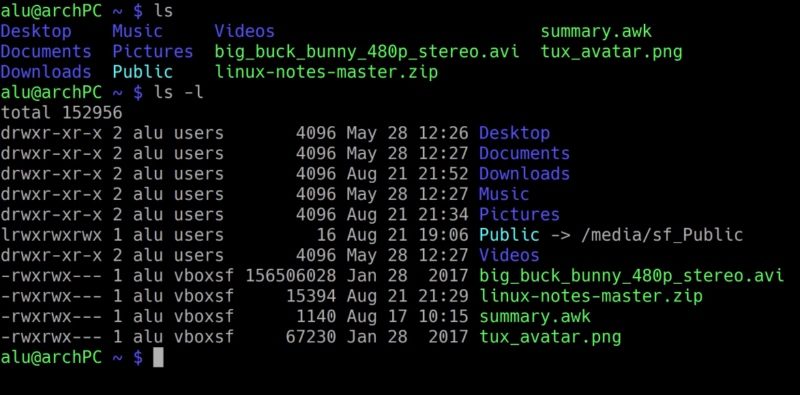 alu@archPC ~ $ ls
Desktop Music Videos summary.awk
Documents Pictures big_buck_bunny_480p_stereo.avi tux_avatar.png
Downloads Public linux-notes-master.zip
alu@archPC ~ $ ls -l
total 152956
drwxr-xr-x 2 alu users 4096 May 28 12:26 Desktop
drwxr-xr-x 2 alu users 4096 May 28 12:27 Documents
drwxr-xr-x 2 alu users 4096 Aug 21 21:52 Downloads
drwxr-xr-x 2 alu users 4096 May 28 12:27 Music
drwxr-xr-x 2 alu users 4096 Aug 21 21:34 Pictures
lrwxrwxrwx 1 alu users 16 Aug 21 19:06 Public -> /media/sf_Public
drwxr-xr-x 2 alu users 4096 May 28 12:27 Videos
-rwxrwx--- 1 alu vboxsf 156506028 Jan 28 2017 big_buck_bunny_480p_stereo.avi
-rwxrwx--- 1 alu vboxsf 15394 Aug 21 21:29 linux-notes-master.zip
-rwxrwx--- 1 alu vboxsf 1140 Aug 17 10:15 summary.awk
-rwxrwx--- 1 alu vboxsf 67230 Jan 28 2017 tux_avatar.png
alu@archPC ~ $